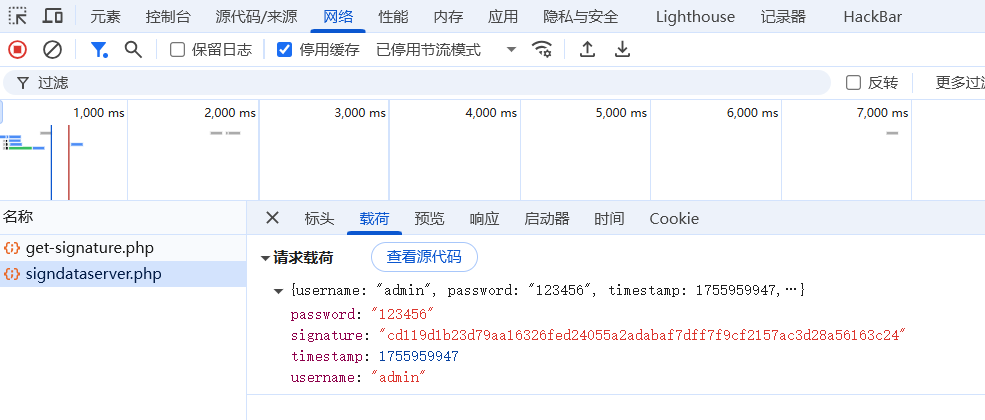 元素 控制台 源代码/来源 网络 性能 内存 应用 隐私与安全 Lighthouse 记录器 HackBar
保留日志 停用缓存 已停用节流模式
过滤 反转 更多过滤
1,000 ms 2,000 ms 3,000 ms 4,000 ms 5,000 ms 6,000 ms 7,000 ms
名称 标头 载荷 预览 响应 启动器 时间 Cookie
get-signature.php
signdataserver.php
请求载荷 查看源代码
{username: "admin", password: "123456", timestamp: 1755959947,…}
password: "123456"
signature: "cd119d1b23d79aa16326fed24055a2adabaf7dff7f9cf2157ac3d28a56163c24"
timestamp: 1755959947
username: "admin"